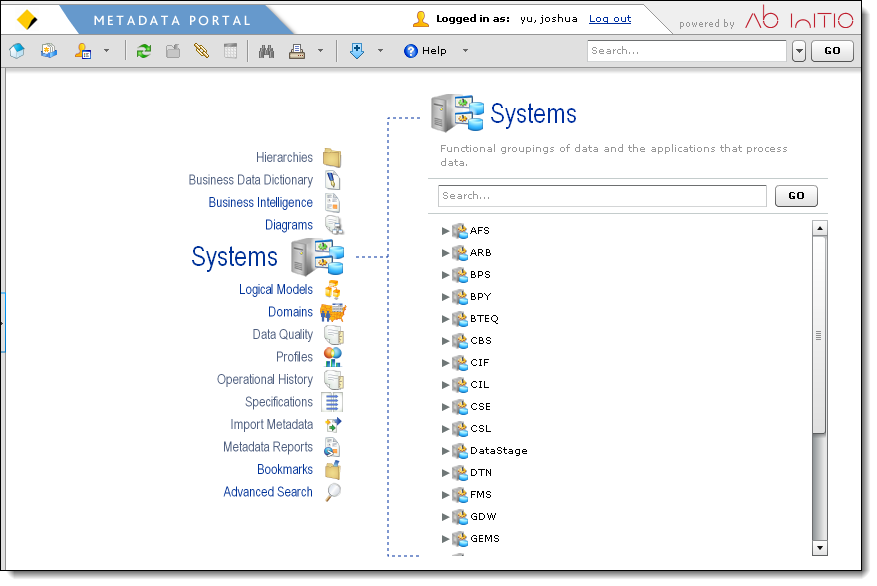 METADATA PORTAL
Logged in as: yu, joshua Log out
powered by Ab Initio
Help
Search...
GO
Hierarchies
Business Data Dictionary
Business Intelligence
Diagrams
Systems
Logical Models
Domains
Data Quality
Profiles
Operational History
Specifications
Import Metadata
Metadata Reports
Bookmarks
Advanced Search
Systems
Functional groupings of data and the applications that process
data.
Search...
GO
AFS
ARB
BPS
BPY
BTEQ
CBS
CIF
CIL
CSE
CSL
DataStage
DTN
FMS
GDW
GEMS